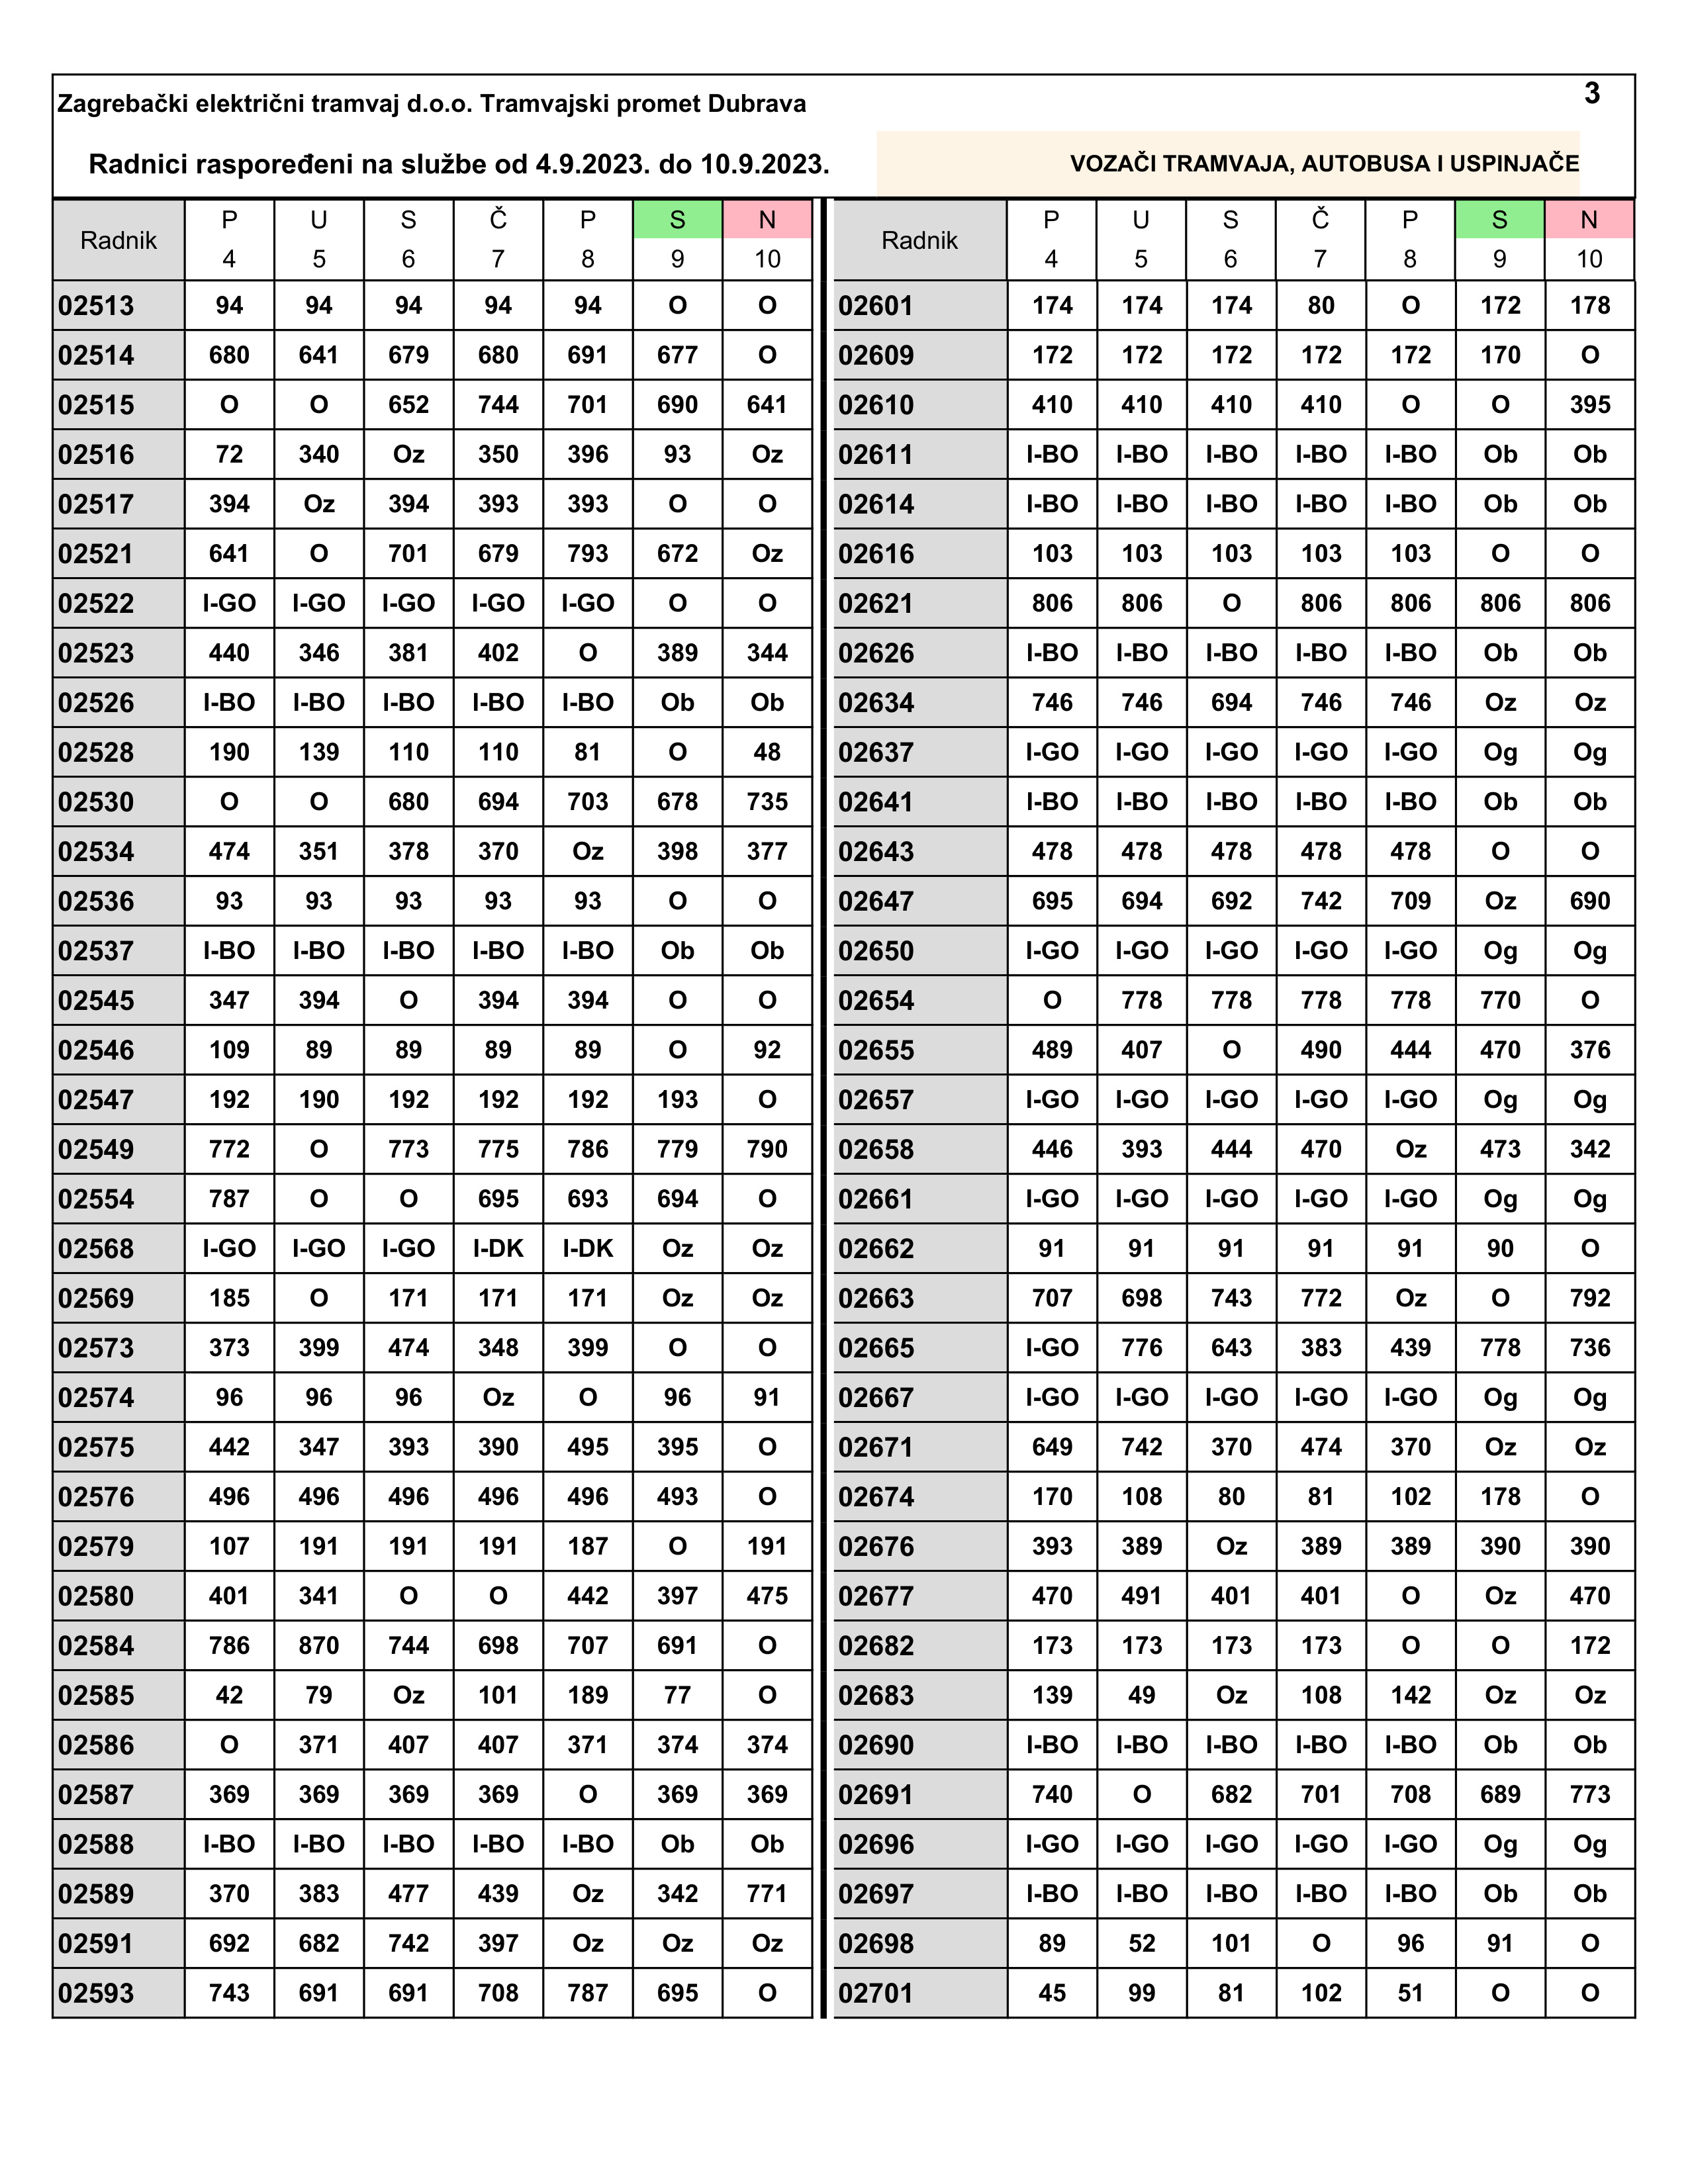 3
Zagrebački električni tramvaj d.o.o. Tramvajski promet Dubrava
Radnici raspoređeni na službe od 4.9.2023. do 10.9.2023. VOZAČI TRAMVAJA, AUTOBUSA I USPINJAČE
Radnik P U S Č P S N Radnik P U S Č P S N
4 5 6 7 8 9 10 4 5 6 7 8 9 10
02513 94 94 94 94 94 O O 02601 174 174 174 80 O 172 178
02514 680 641 679 680 691 677 O 02609 172 172 172 172 172 170 O
02515 O O 652 744 701 690 641 02610 410 410 410 410 O O 395
02516 72 340 Oz 350 396 93 Oz 02611 I-BO I-BO I-BO I-BO I-BO Ob Ob
02517 394 Oz 394 393 393 O O 02614 I-BO I-BO I-BO I-BO I-BO Ob Ob
02521 641 O 701 679 793 672 Oz 02616 103 103 103 103 103 O O
02522 I-GO I-GO I-GO I-GO I-GO O O 02621 806 806 O 806 806 806 806
02523 440 346 381 402 O 389 344 02626 I-BO I-BO I-BO I-BO I-BO Ob Ob
02526 I-BO I-BO I-BO I-BO I-BO Ob Ob 02634 746 746 694 746 746 Oz Oz
02528 190 139 110 110 81 O 48 02637 I-GO I-GO I-GO I-GO I-GO Og Og
02530 O O 680 694 703 678 735 02641 I-BO I-BO I-BO I-BO I-BO Ob Ob
02534 474 351 378 370 Oz 398 377 02643 478 478 478 478 478 O O
02536 93 93 93 93 93 O O 02647 695 694 692 742 709 Oz 690
02537 I-BO I-BO I-BO I-BO I-BO Ob Ob 02650 I-GO I-GO I-GO I-GO I-GO Og Og
02545 347 394 O 394 394 O O 02654 O 778 778 778 778 770 O
02546 109 89 89 89 89 O 92 02655 489 407 O 490 444 470 376
02547 192 190 192 192 192 193 O 02657 I-GO I-GO I-GO I-GO I-GO Og Og
02549 772 O 773 775 786 779 790 02658 446 393 444 470 Oz 473 342
02554 787 O O 695 693 694 O 02661 I-GO I-GO I-GO I-GO I-GO Og Og
02568 I-GO I-GO I-GO I-DK I-DK Oz Oz 02662 91 91 91 91 91 90 O
02569 185 O 171 171 171 Oz Oz 02663 707 698 743 772 Oz O 792
02573 373 399 474 348 399 O O 02665 I-GO 776 643 383 439 778 736
02574 96 96 96 Oz O 96 91 02667 I-GO I-GO I-GO I-GO I-GO Og Og
02575 442 347 393 390 495 395 O 02671 649 742 370 474 370 Oz Oz
02576 496 496 496 496 496 493 O 02674 170 108 80 81 102 178 O
02579 107 191 191 191 187 O 191 02676 393 389 Oz 389 389 390 390
02580 401 341 O O 442 397 475 02677 470 491 401 401 O Oz 470
02584 786 870 744 698 707 691 O 02682 173 173 173 173 O O 172
02585 42 79 Oz 101 189 77 O 02683 139 49 Oz 108 142 Oz Oz
02586 O 371 407 407 371 374 374 02690 I-BO I-BO I-BO I-BO I-BO Ob Ob
02587 369 369 369 369 O 369 369 02691 740 O 682 701 708 689 773
02588 I-BO I-BO I-BO I-BO I-BO Ob Ob 02696 I-GO I-GO I-GO I-GO I-GO Og Og
02589 370 383 477 439 Oz 342 771 02697 I-BO I-BO I-BO I-BO I-BO Ob Ob
02591 692 682 742 397 Oz Oz Oz 02698 89 52 101 O 96 91 O
02593 743 691 691 708 787 695 O 02701 45 99 81 102 51 O O